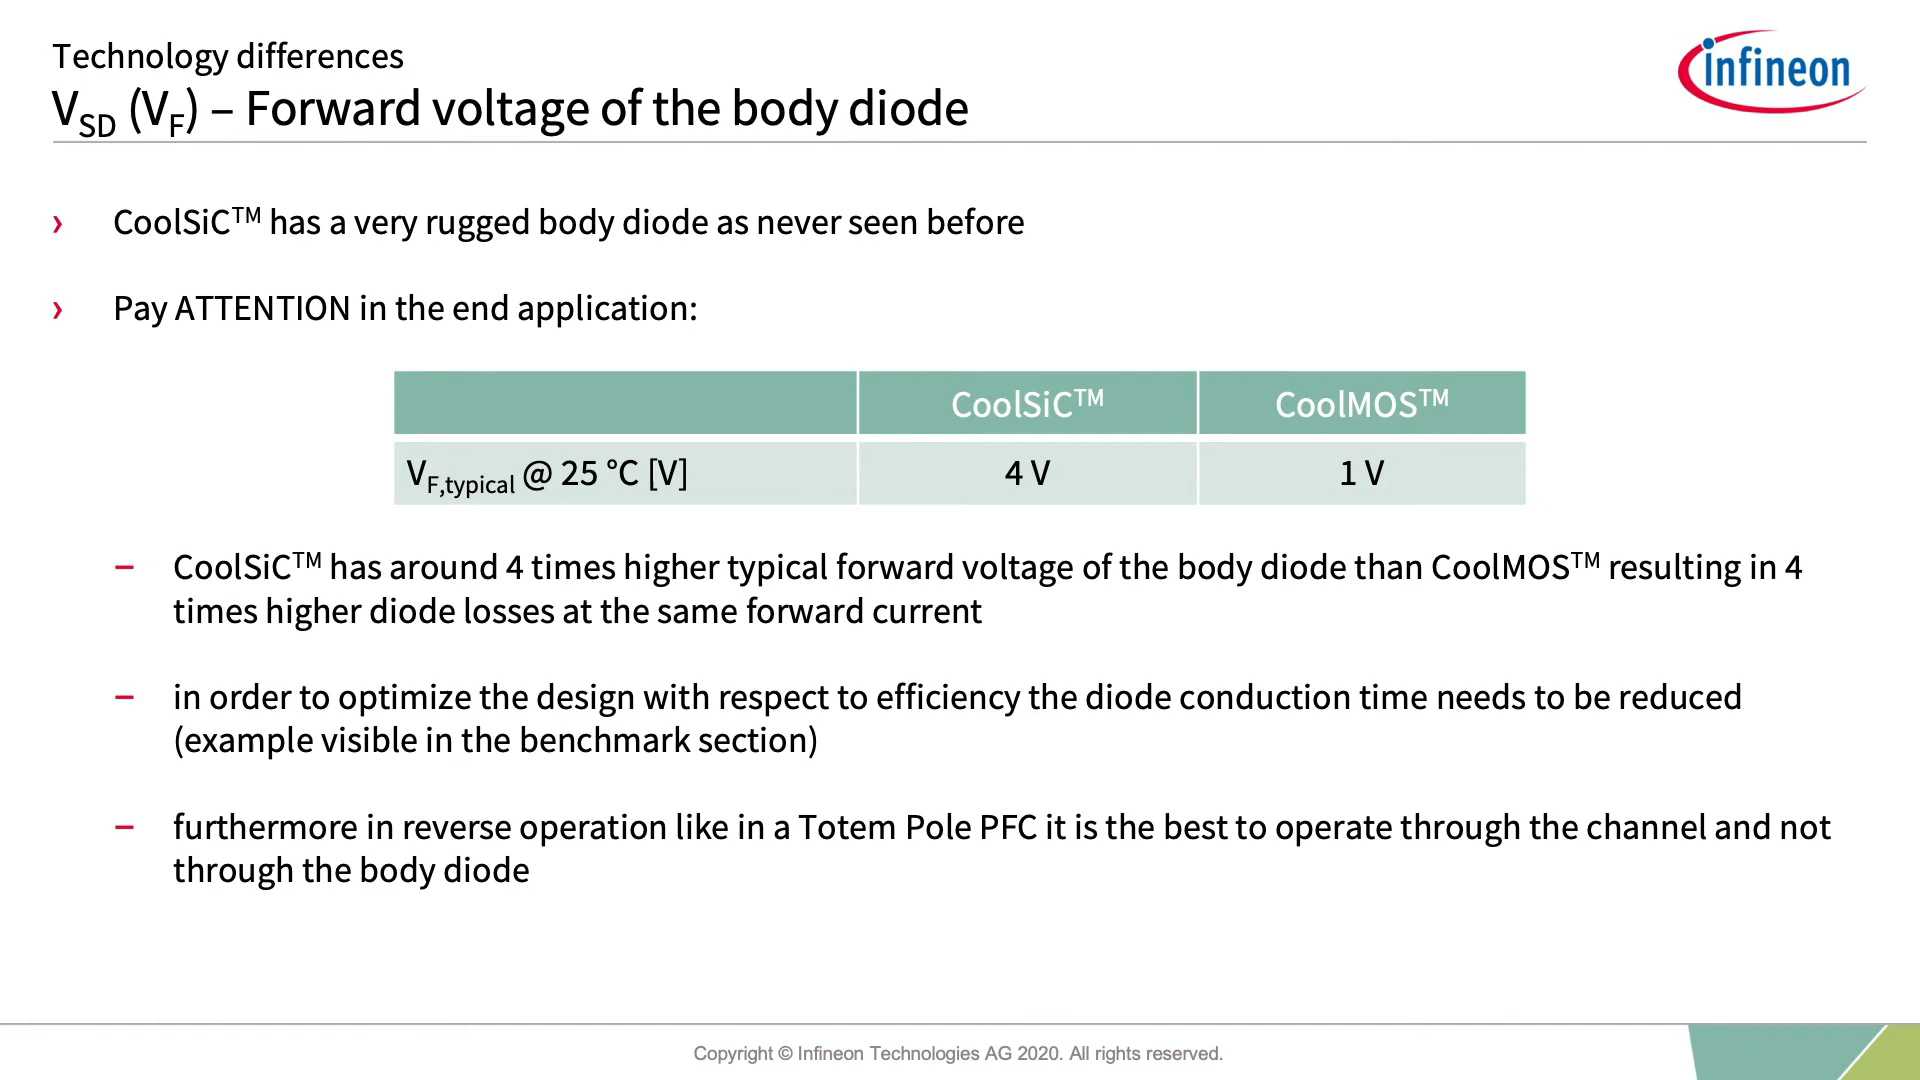 Technology differences
V_SD (V_F) – Forward voltage of the body diode
infineon
› CoolSiC™ has a very rugged body diode as never seen before
› Pay ATTENTION in the end application:
CoolSiC™ CoolMOS™
V_F,typical @ 25 °C [V] 4 V 1 V
– CoolSiC™ has around 4 times higher typical forward voltage of the body diode than CoolMOS™ resulting in 4
times higher diode losses at the same forward current
– in order to optimize the design with respect to efficiency the diode conduction time needs to be reduced
(example visible in the benchmark section)
– furthermore in reverse operation like in a Totem Pole PFC it is the best to operate through the channel and not
through the body diode
Copyright © Infineon Technologies AG 2020. All rights reserved.